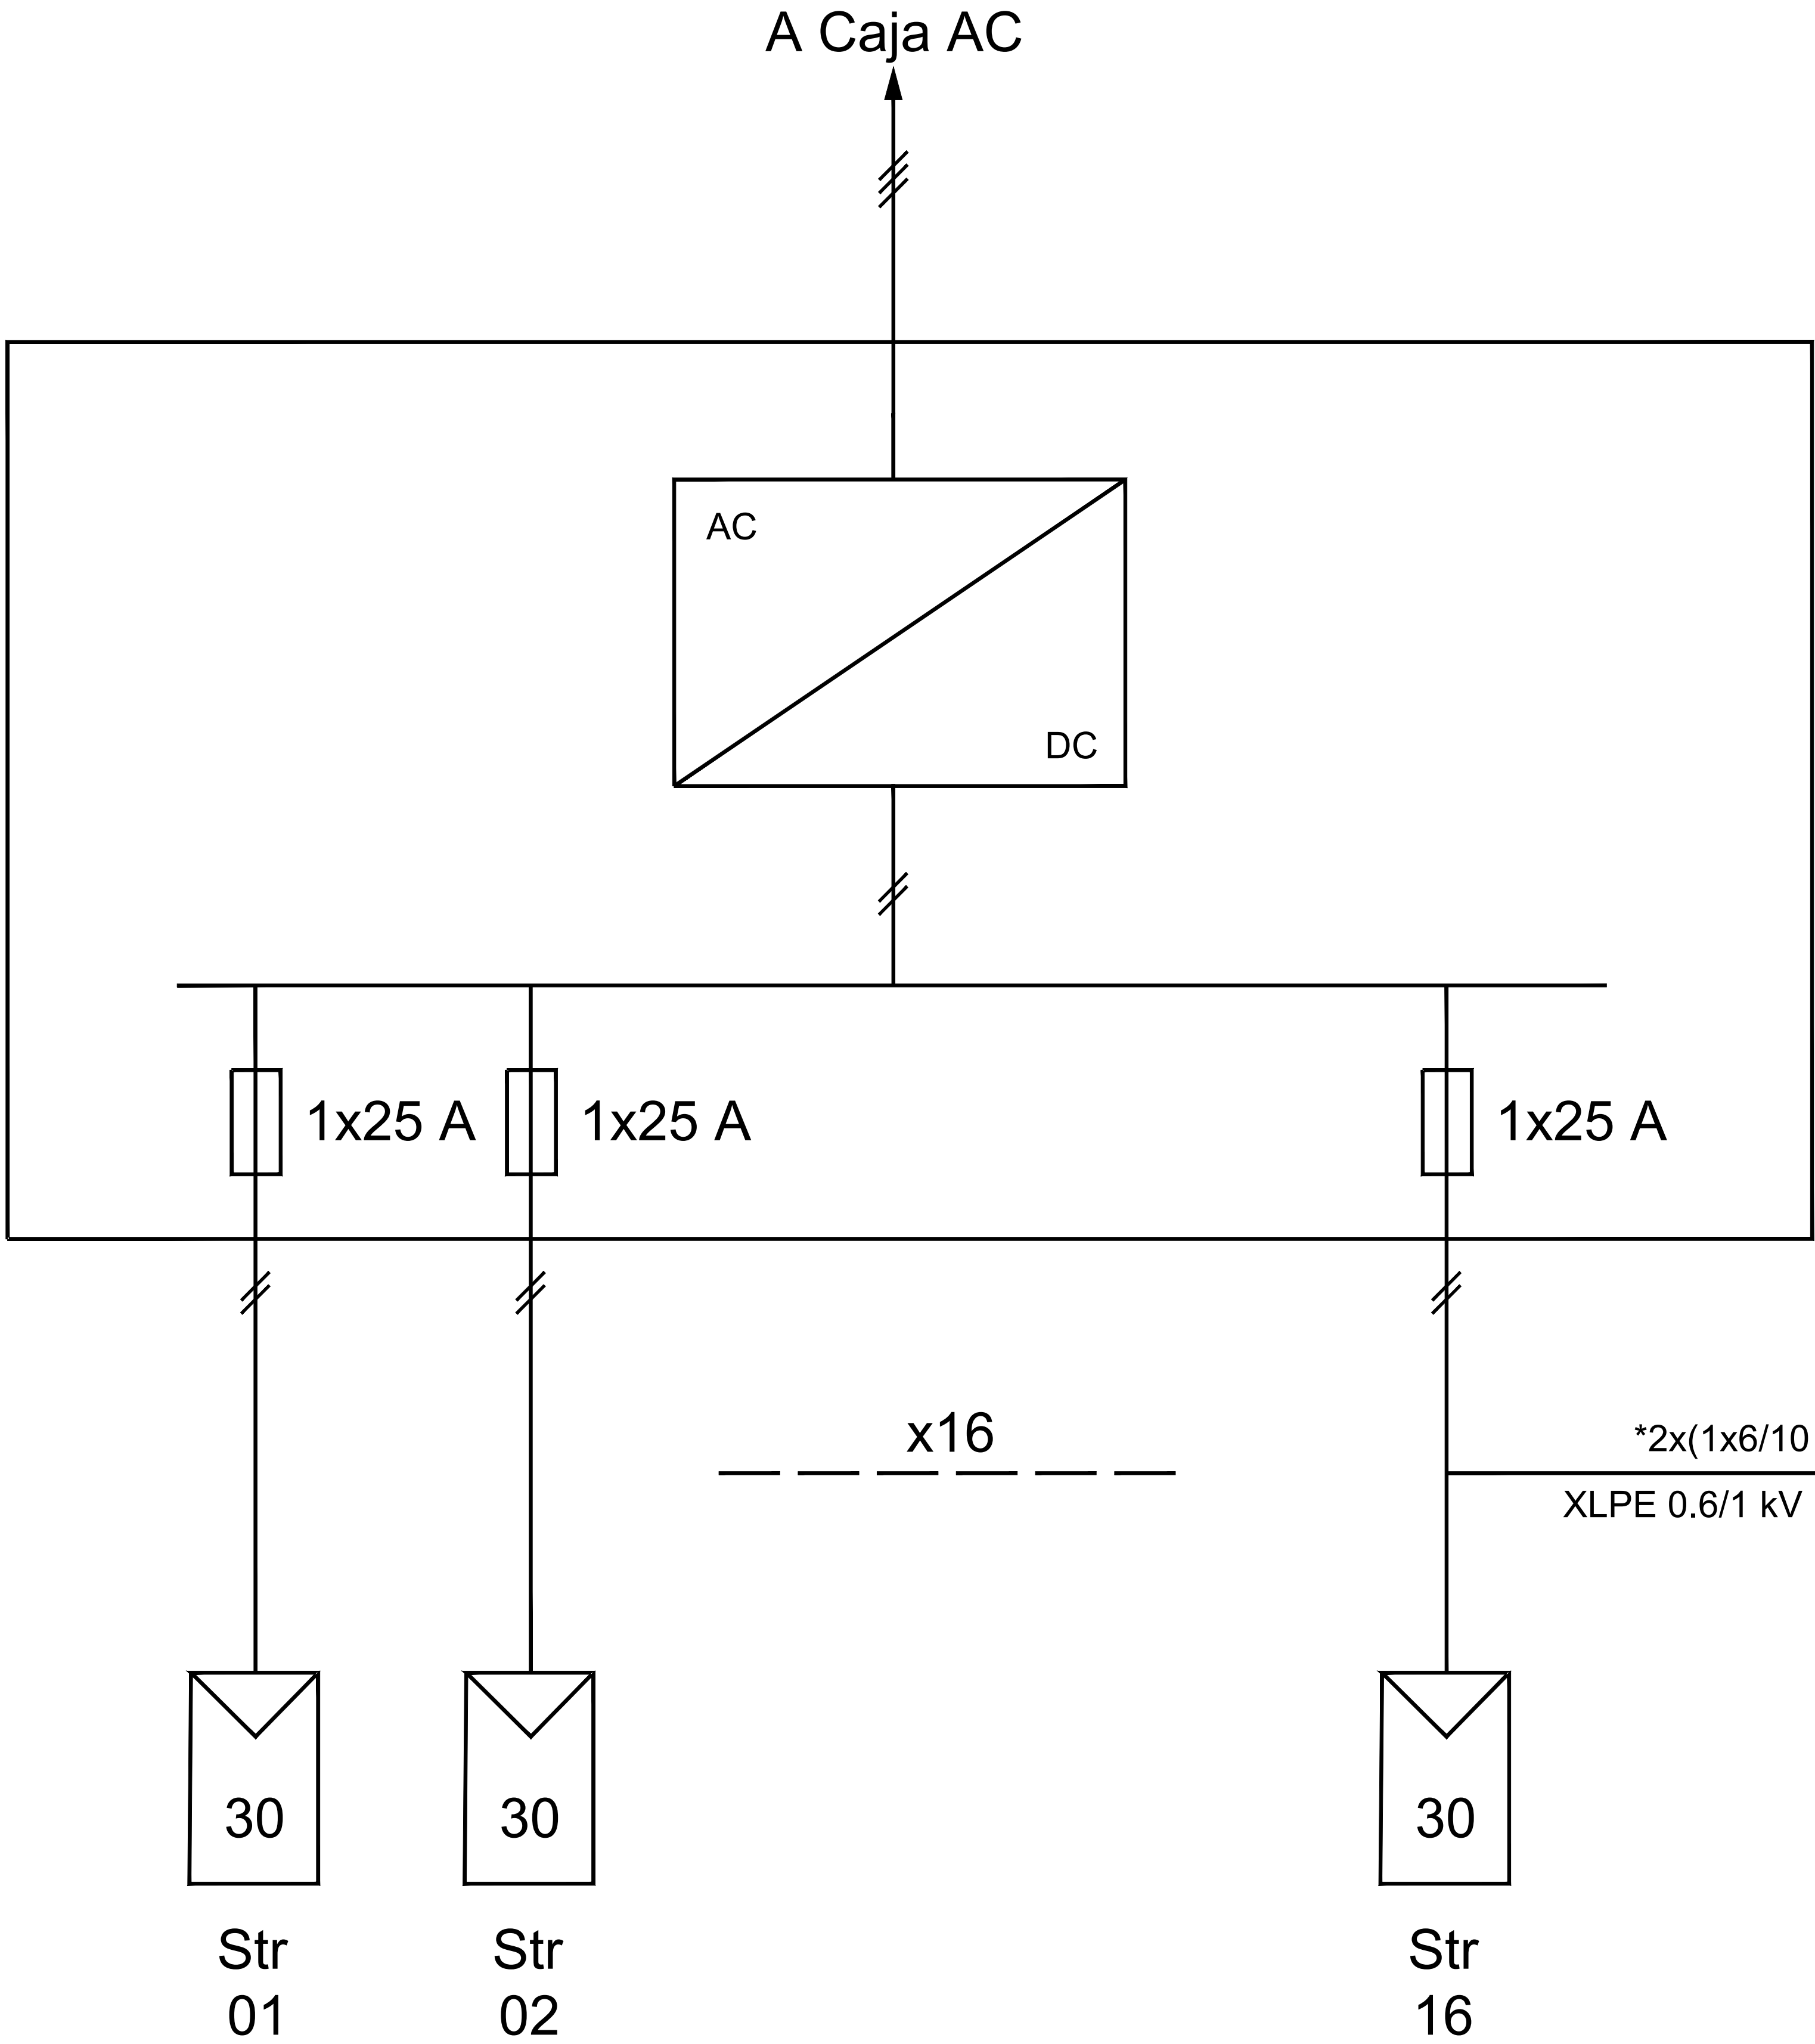 A Caja AC
AC
DC
1x25 A
1x25 A
1x25 A
x16
*2x(1x6/10
XLPE 0.6/1 kV
30
30
30
Str
01
Str
02
Str
16